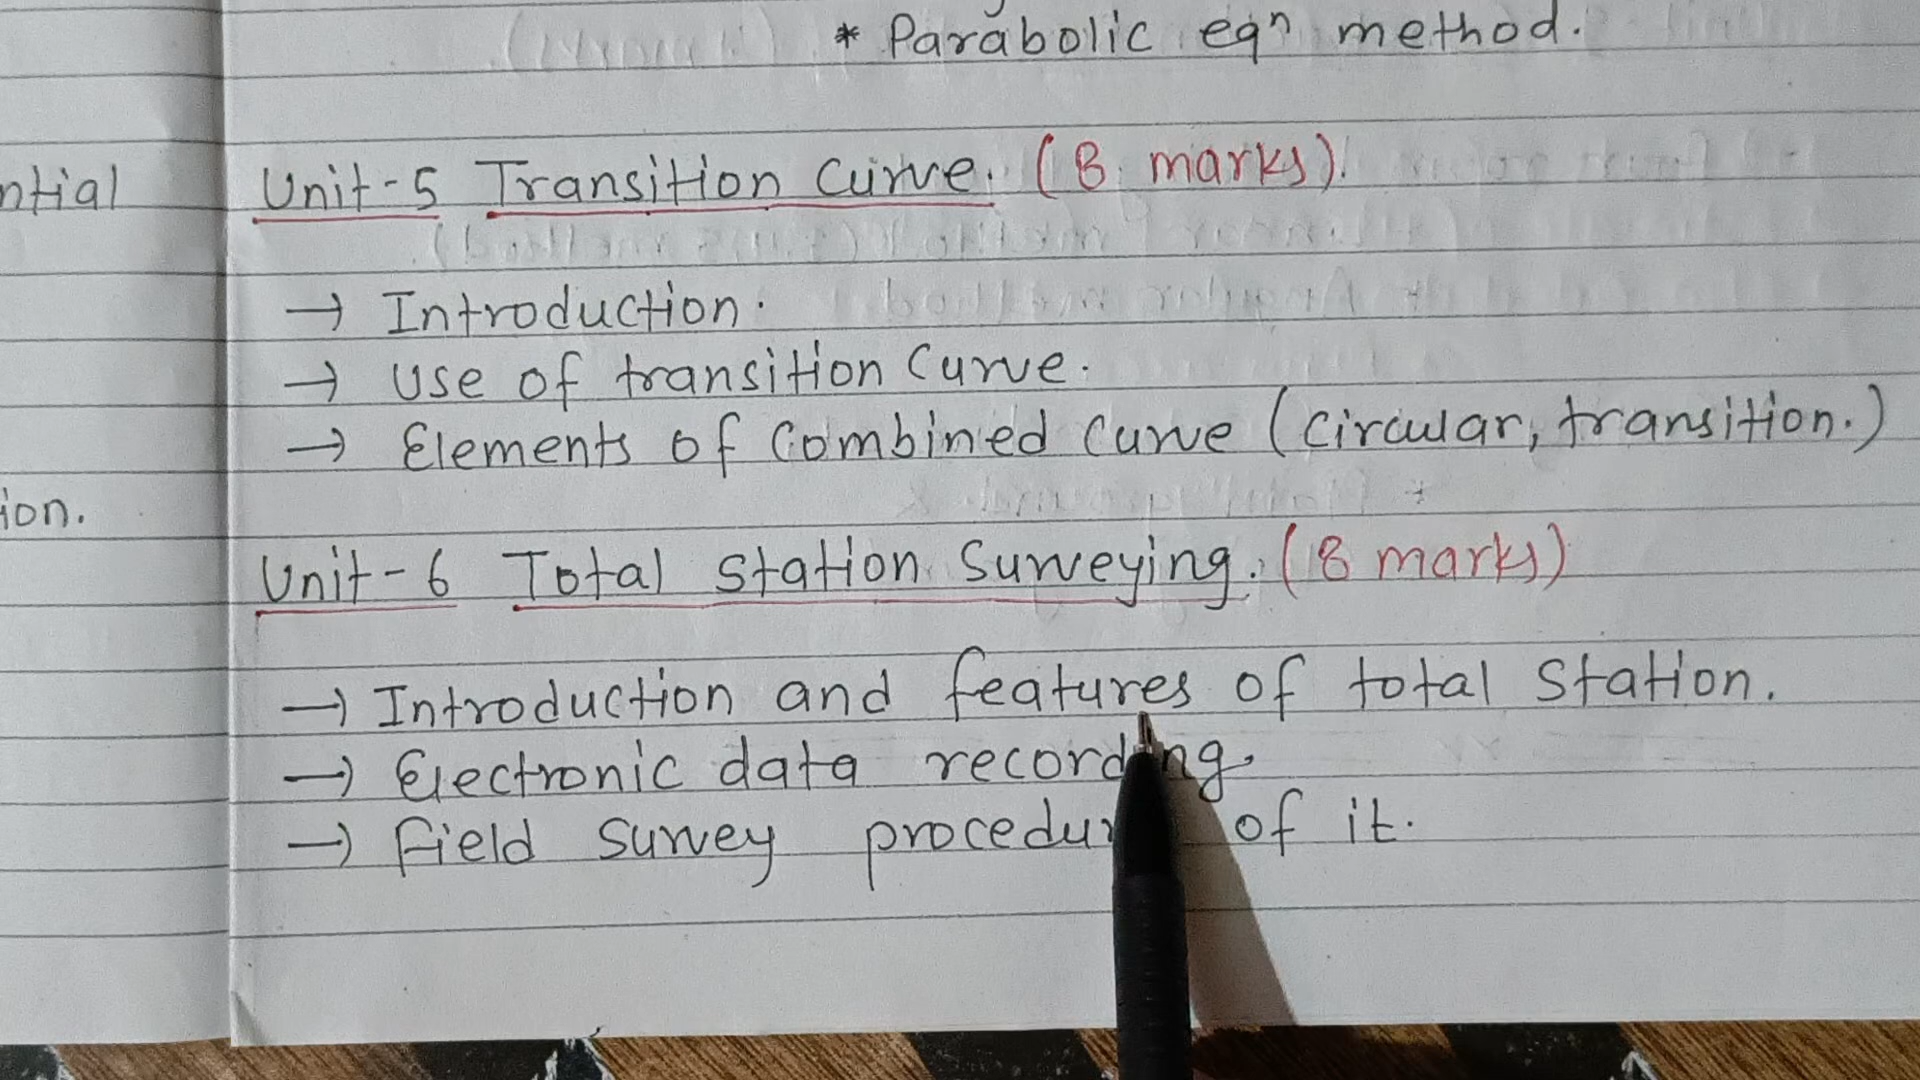 * Parabolic eqn method.
ntial
Unit-5 Transition Curve. (8 marks).
→ Introduction.
→ Use of transition Curve.
→ Elements of Combined Curve (Circular, transition.)
ion.
Unit-6 Total Station Surveying. (8 marks)
→ Introduction and features of total Station.
→ Electronic data recording.
→ Field Survey procedur of it.